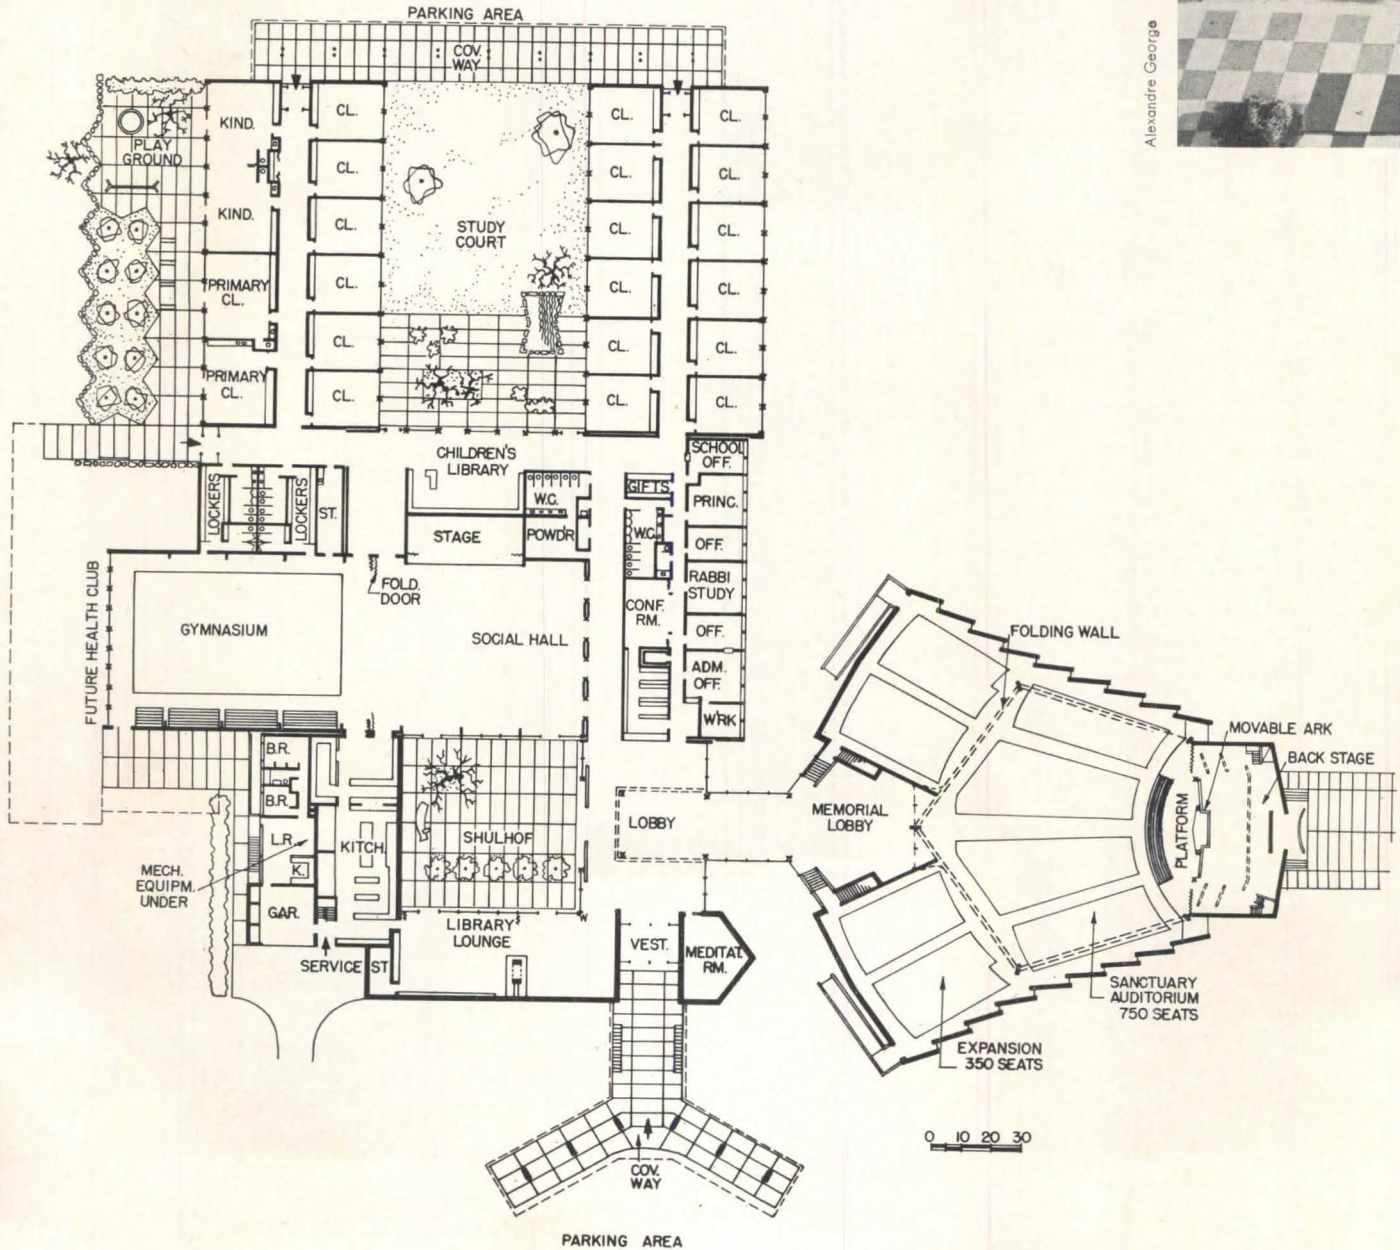 PARKING AREA
COV.
WAY
Alexandre George
A
KIND.
PLAY
GROUND
KIND.
PRIMARY
CL.
PRIMARY
CL.
CL.
CL.
CL.
CL.
CL.
CL.
STUDY
COURT
CL.
CL.
CL.
CL.
CL.
CL.
CL.
CL.
CL.
CL.
CL.
CL.
CHILDREN'S
LIBRARY
SCHOOL
OFF.
LOCKERS
LOCKERS
ST.
W.C.
GIFTS
PRINC.
STAGE
POWD'R
W.C.
OFF.
FOLD.
DOOR
RABBI
STUDY
CONF.
RM.
OFF.
FUTURE HEALTH CLUB
GYMNASIUM
SOCIAL HALL
ADM.
OFF.
W'RK
FOLDING WALL
MOVABLE ARK
BACK STAGE
B.R.
B.R.
L.R.
K.
KITCH.
SHULHOF
LOBBY
MEMORIAL
LOBBY
PLATFORM
MECH.
EQUIPM.
UNDER
GAR.
SERVICE
ST
LIBRARY
LOUNGE
VEST.
MEDITAT.
RM.
SANCTUARY
AUDITORIUM
750 SEATS
EXPANSION
350 SEATS
0 10 20 30
COV.
WAY
PARKING AREA